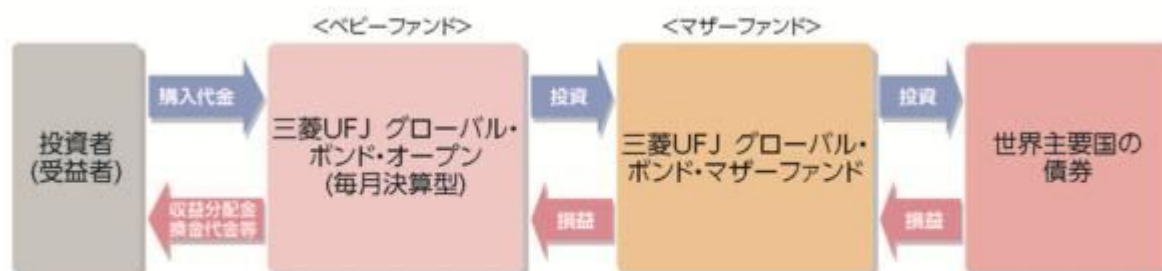 <ベビーファンド>
<マザーファンド>
購入代金
投資
投資
投資者
(受益者)
三菱UFJ グローバル・
ボンド・オープン
(毎月決算型)
三菱UFJ グローバル・
ボンド・マザーファンド
世界主要国の
債券
収益分配金
換金代金等
損益
損益